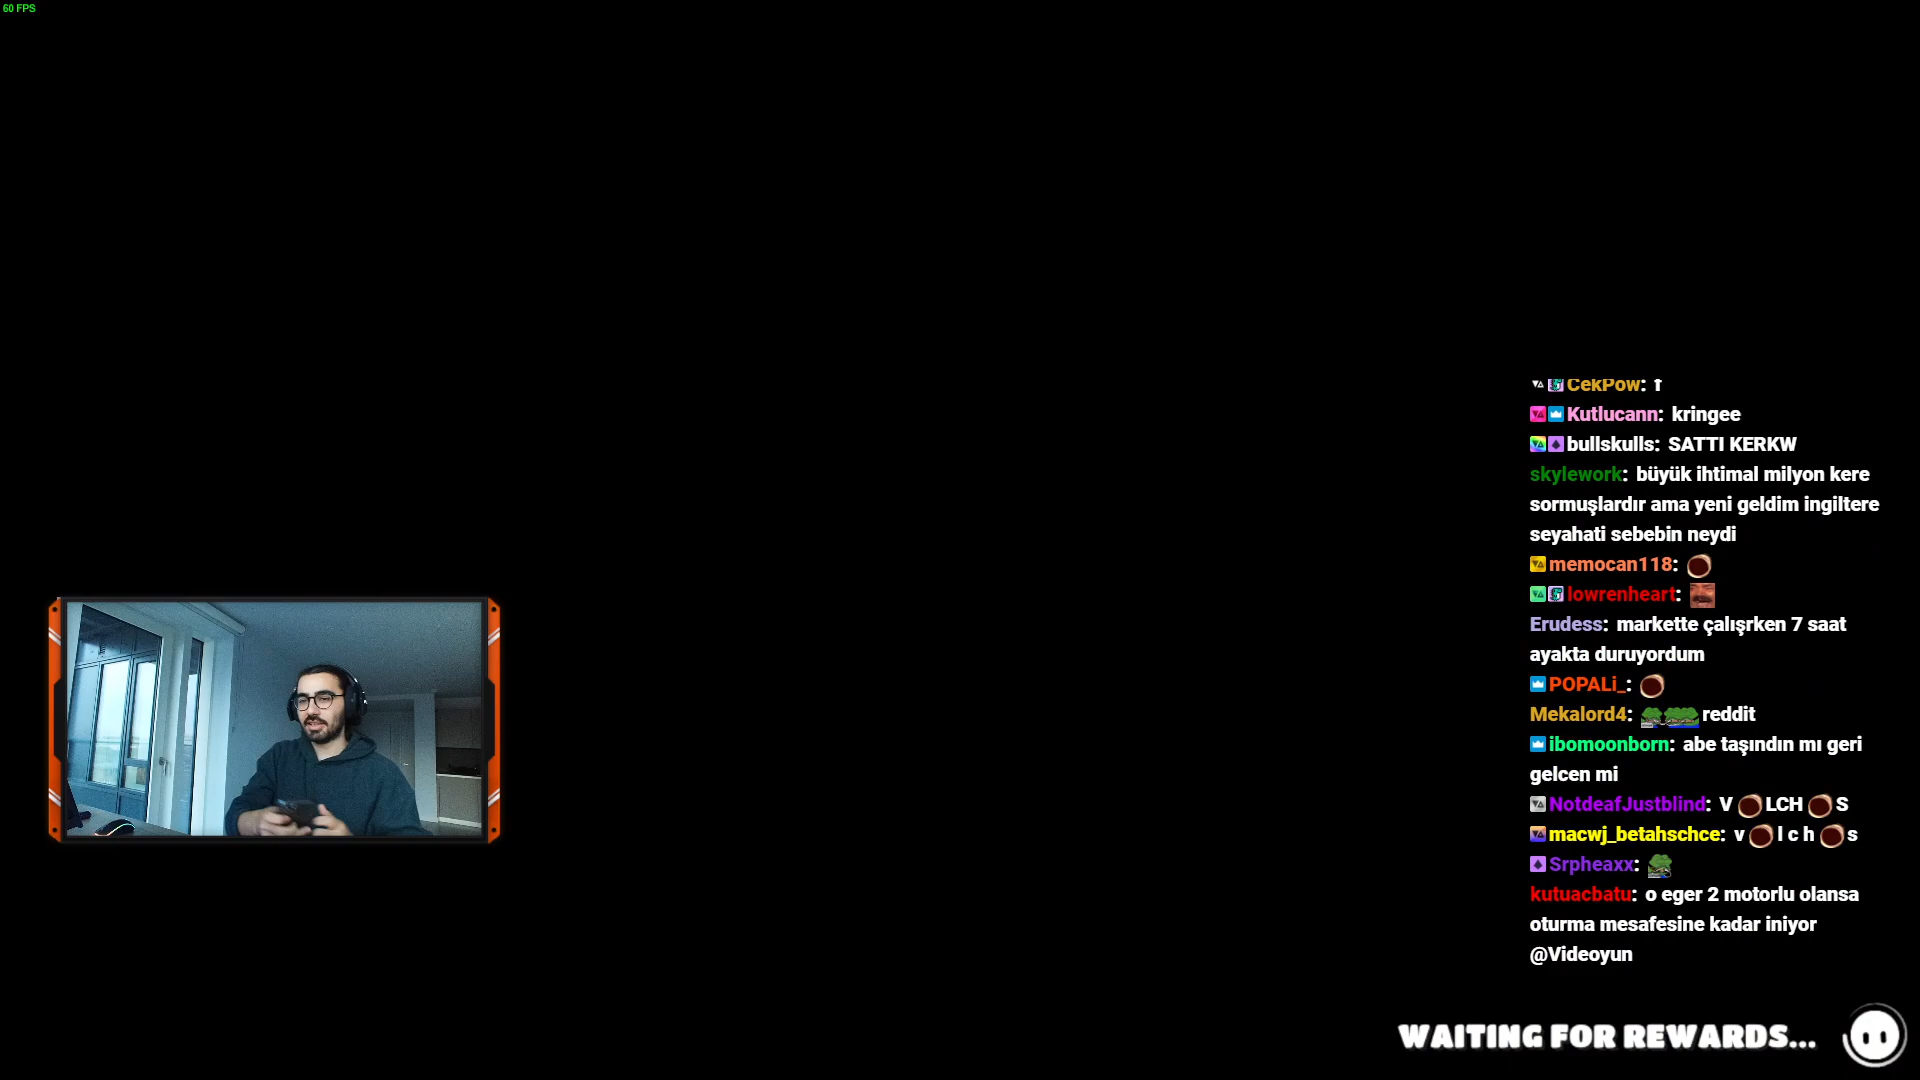 60 FPS
CekPow: ↑
Kutlucann: kringee
bullskulls: SATTI KERKW
skylework: büyük ihtimal milyon kere
sormuşlardır ama yeni geldim ingiltere
seyahati sebebin neydi
memocan118:
lowrenheart:
Erudess: markette çalışrken 7 saat
ayakta duruyordum
POPALi_:
Mekalord4: reddit
ibomoonborn: abe taşındın mı geri
gelcen mi
NotdeafJustblind: V LCH S
macwj_betahschce: v l c h s
Srpheaxx:
kutuacbatu: o eger 2 motorlu olansa
oturma mesafesine kadar iniyor
@Videoyun
WAITING FOR REWARDS...